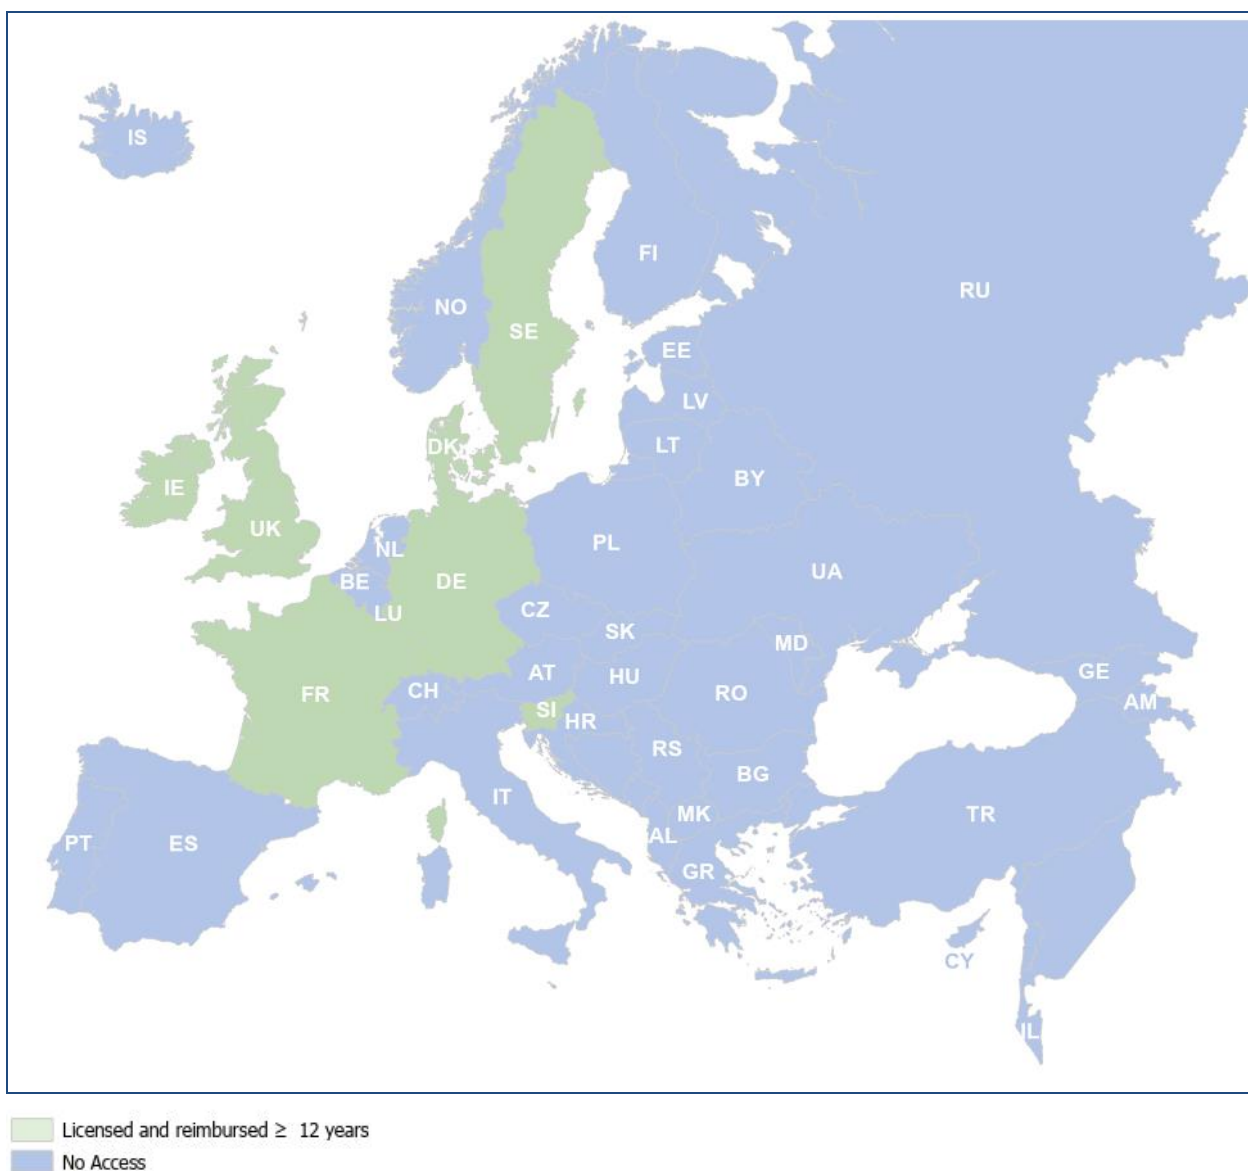 IS
FI
RU
NO
SE
EE
LV
DK
LT
BY
IE
UK
PL
NL
UA
BE
DE
CZ
LU
SK
MD
AT
HU
GE
CH
FR
RO
AM
SI
HR
RS
BG
IT
MK
TR
PT
ES
AL
GR
CY
IL
Licensed and reimbursed ≥ 12 years
No Access